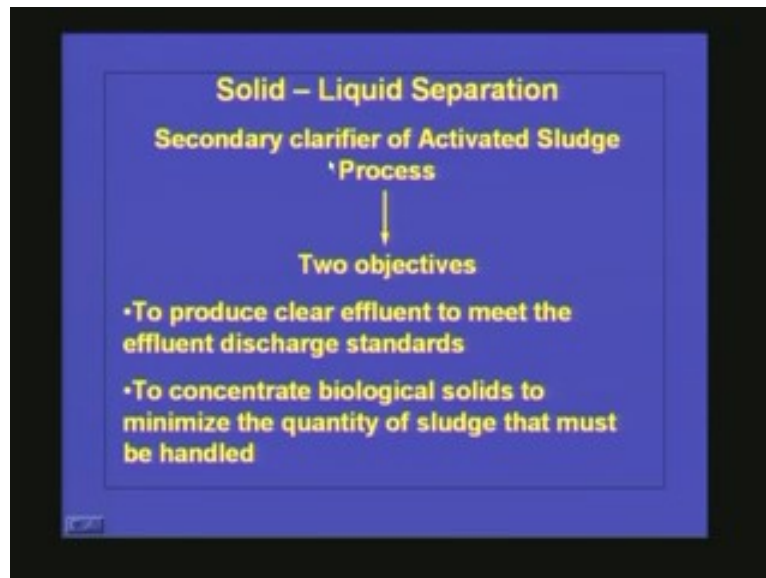 Solid – Liquid Separation
Secondary clarifier of Activated Sludge
Process
Two objectives
•To produce clear effluent to meet the
effluent discharge standards
•To concentrate biological solids to
minimize the quantity of sludge that must
be handled